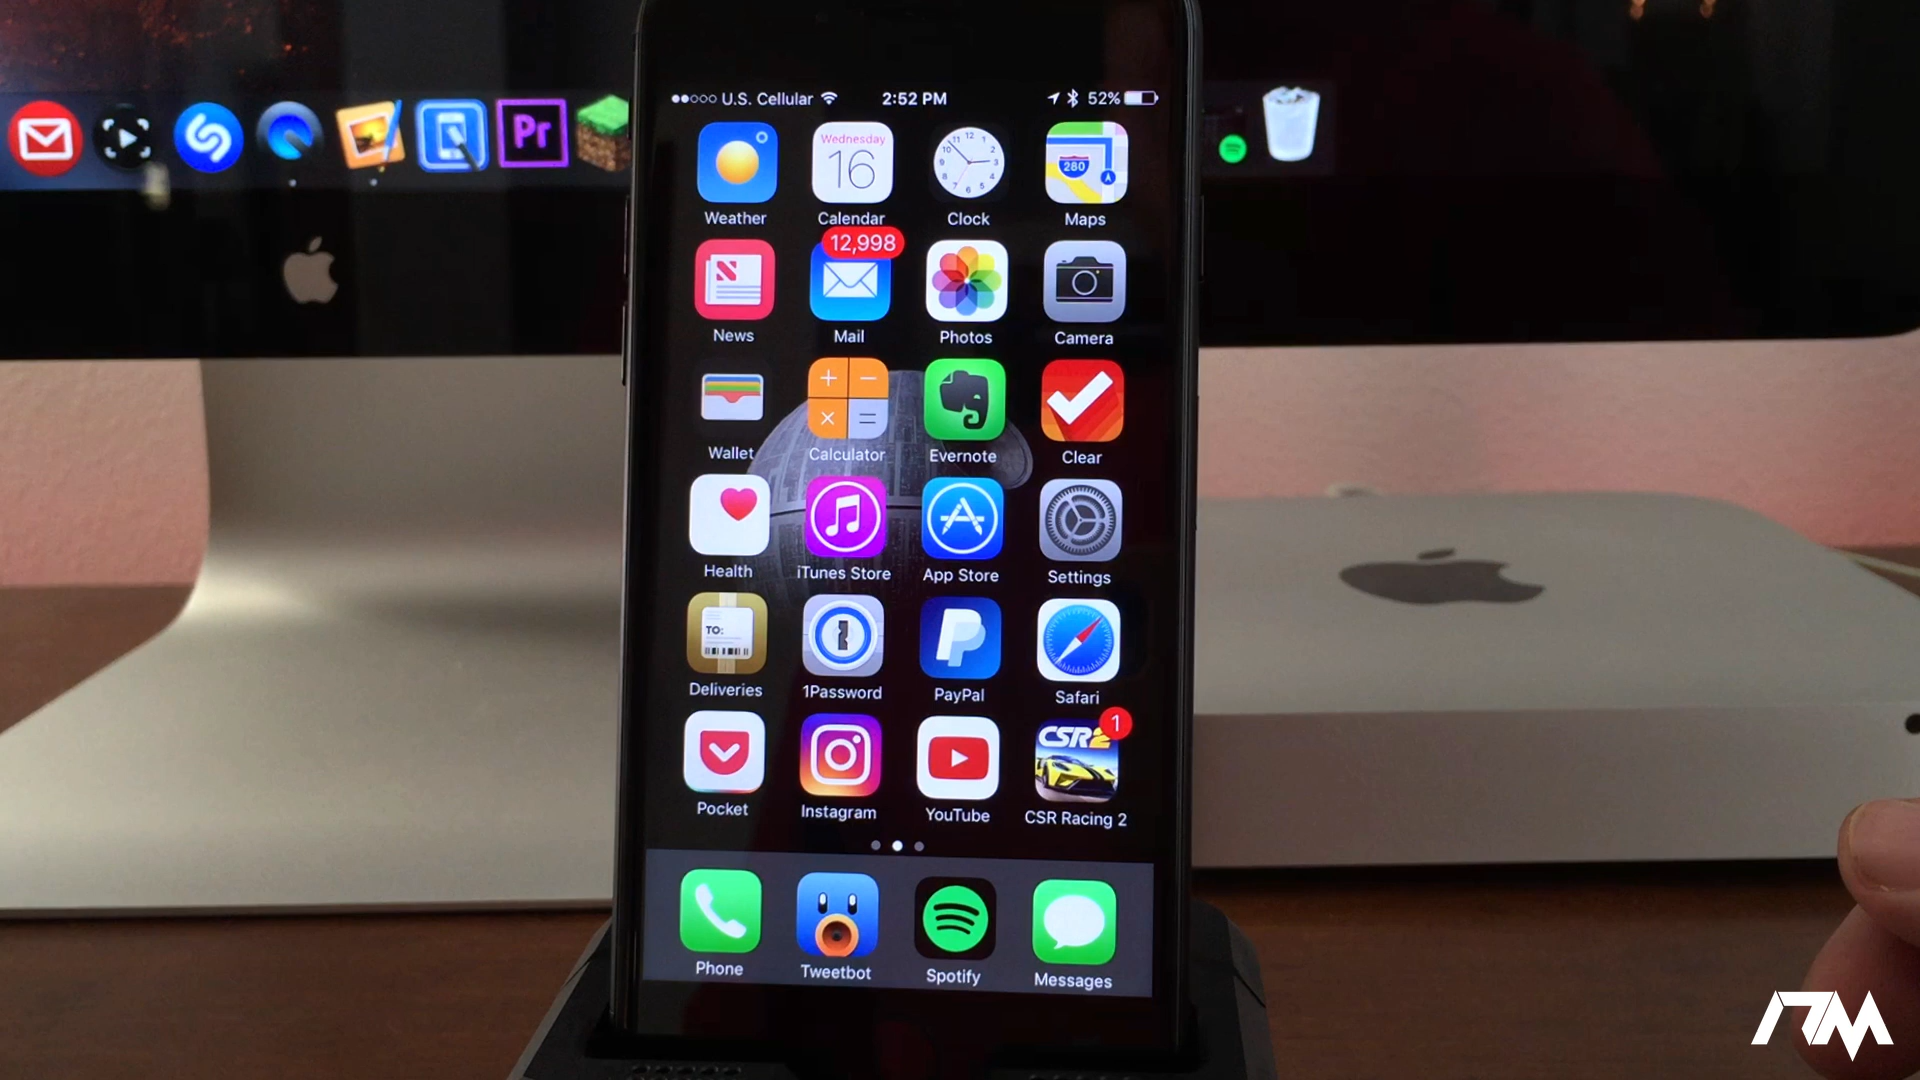 U.S. Cellular 2:52 PM 52%
Wednesday
16
280
Weather Calendar Clock Maps
12,998
News Mail Photos Camera
Wallet Calculator Evernote Clear
Health iTunes Store App Store Settings
TO:
Deliveries 1Password PayPal Safari
1
CSR2
Pocket Instagram YouTube CSR Racing 2
Phone Tweetbot Spotify Messages
Pr